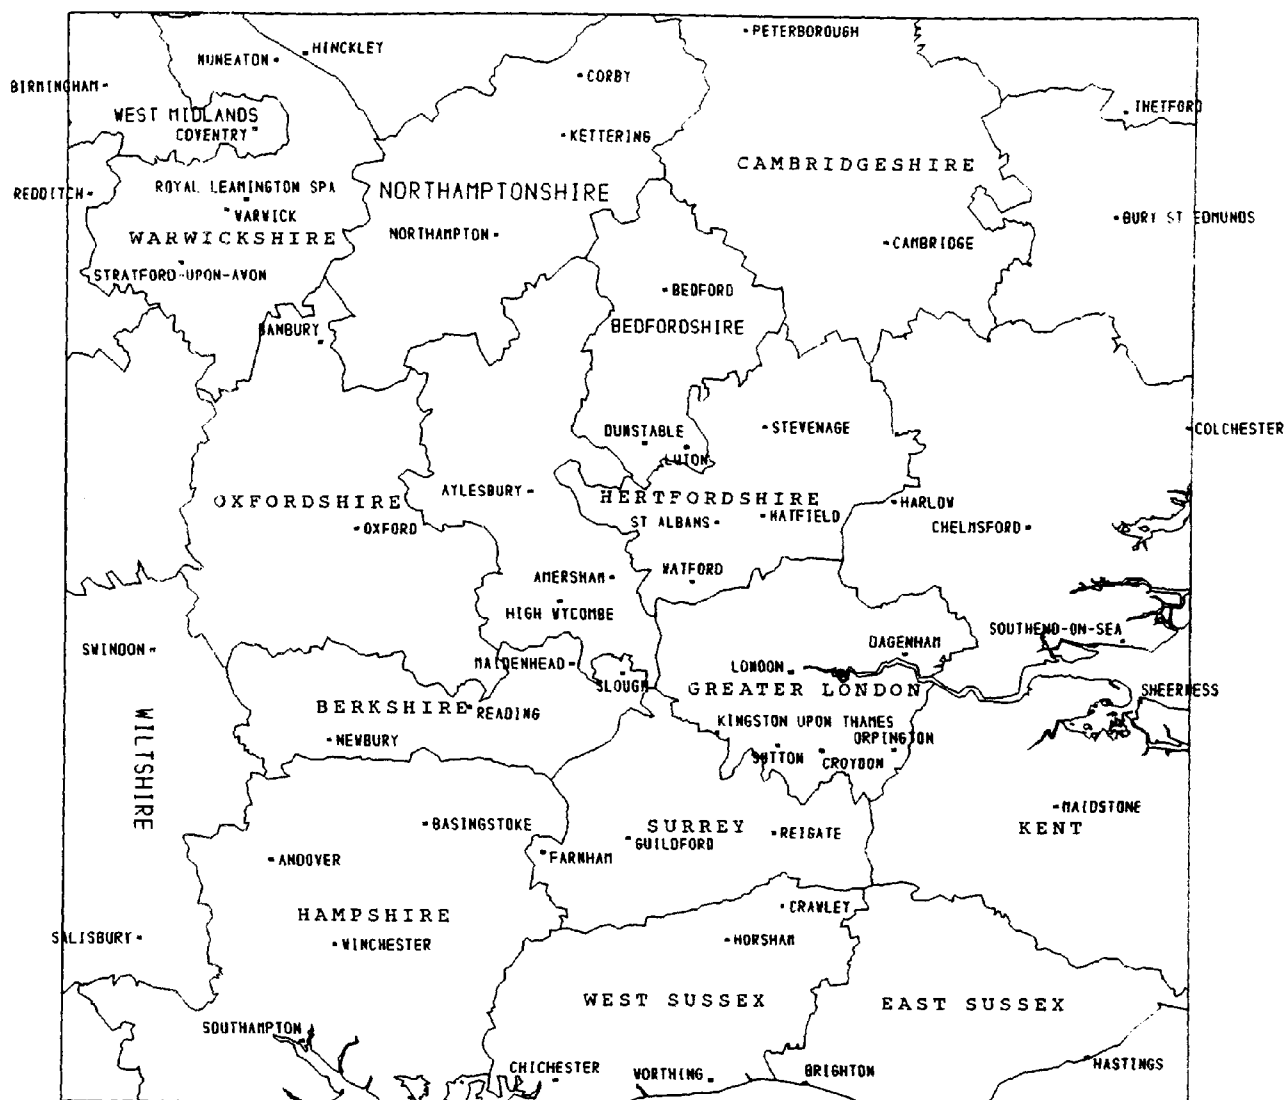 PETERBOROUGH
HINCKLEY
NUNEATON
CORBY
BIRMINGHAM
THETFORD
WEST MIDLANDS
COVENTRY
KETTERING
CAMBRIDGESHIRE
ROYAL LEAMINGTON SPA
REDDITCH
NORTHAMPTONSHIRE
WARWICK
BURY ST EDMUNDS
WARWICKSHIRE
NORTHAMPTON
CAMBRIDGE
STRATFORD-UPON-AVON
BEDFORD
BANBURY
BEDFORDSHIRE
DUNSTABLE
STEVENAGE
COLCHESTER
LUTON
AYLESBURY
OXFORDSHIRE
HERTFORDSHIRE
HARLOW
OXFORD
ST ALBANS
HATFIELD
CHELMSFORD
AMERSHAM
WATFORD
HIGH WYCOMBE
SOUTHEND-ON-SEA
DAGENHAM
SWINDON
MAIDENHEAD
LONDON
SLOUGH
GREATER LONDON
SHEERNESS
BERKSHIRE
READING
KINGSTON UPON THAMES
NEWBURY
ORPINGTON
SUTTON
CROYDON
WILTSHIRE
MAIDSTONE
BASINGSTOKE
SURREY
KENT
REIGATE
GUILDFORD
ANDOVER
FARNHAM
HAMPSHIRE
CRAWLEY
SALISBURY
WINCHESTER
HORSHAM
WEST SUSSEX
EAST SUSSEX
SOUTHAMPTON
CHICHESTER
WORTHING
BRIGHTON
HASTINGS